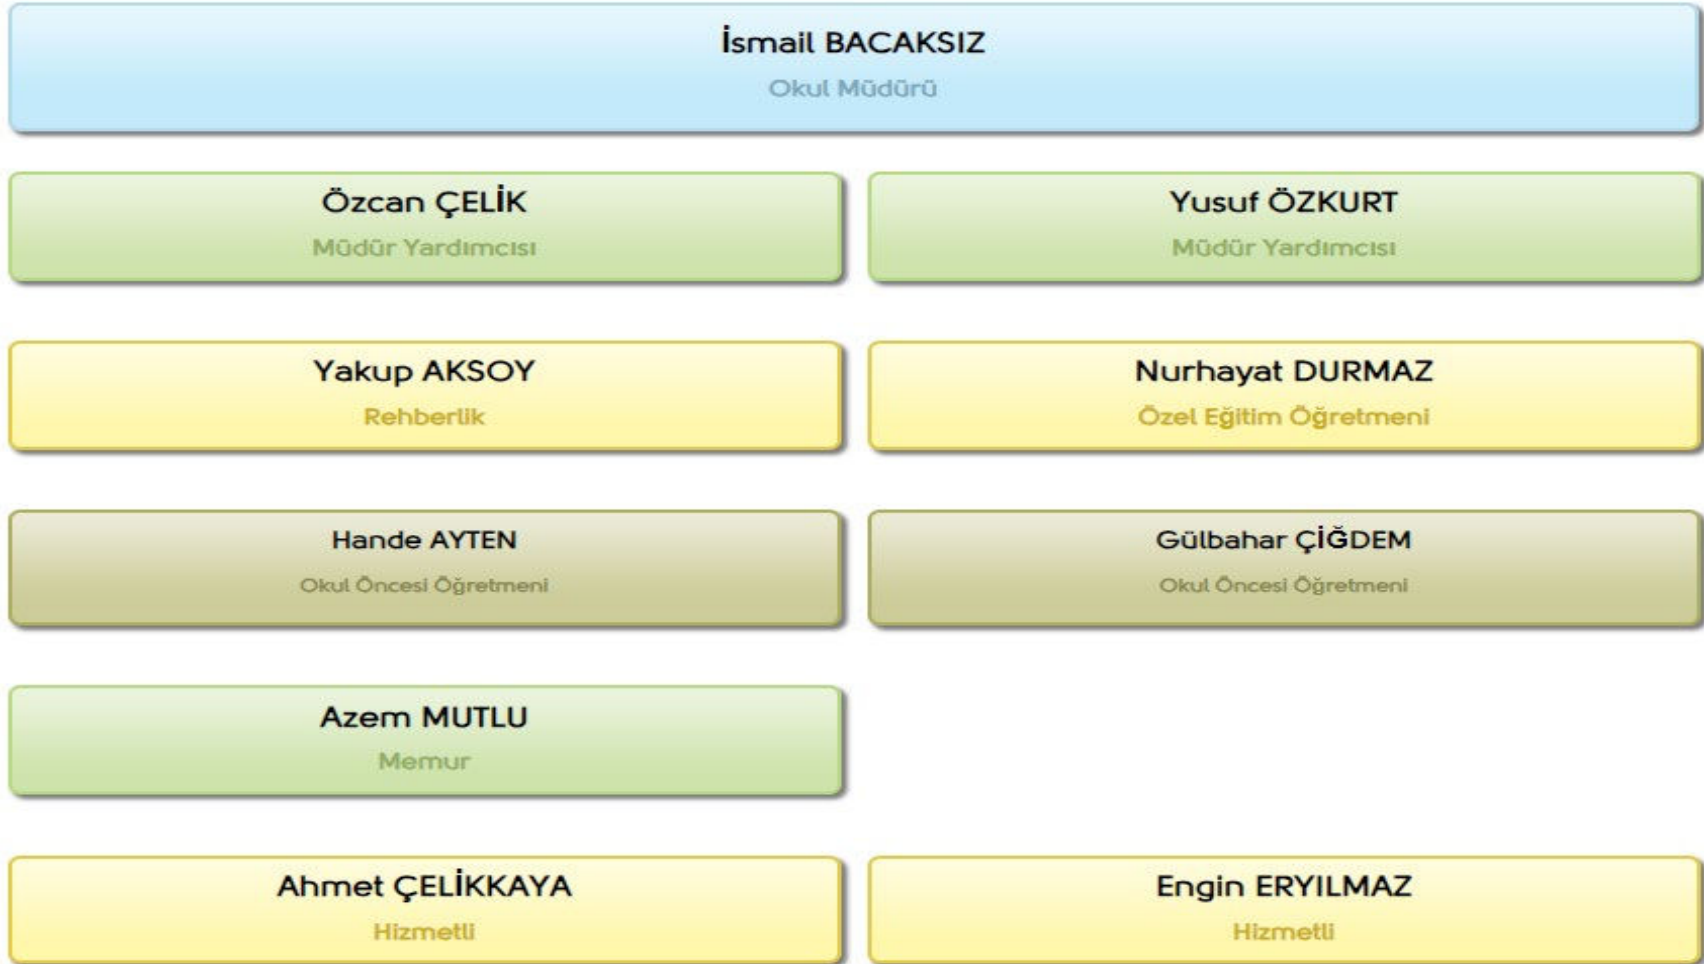 İsmail BACAKSIZ
Okul Müdürü
Özcan ÇELİK
Müdür Yardımcısı
Yusuf ÖZKURT
Müdür Yardımcısı
Yakup AKSOY
Rehberlik
Nurhayat DURMAZ
Özel Eğitim Öğretmeni
Hande AYTEN
Okul Öncesi Öğretmeni
Gülbahar ÇİĞDEM
Okul Öncesi Öğretmeni
Azem MUTLU
Memur
Ahmet ÇELİKKAYA
Hizmetli
Engin ERYILMAZ
Hizmetli